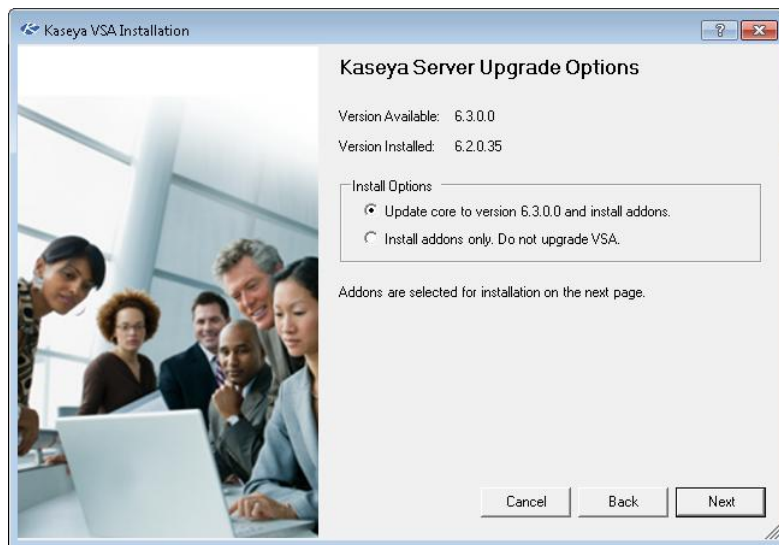 Kaseya VSA Installation
Kaseya Server Upgrade Options
Version Available: 6.3.0.0
Version Installed: 6.2.0.35
Install Options
Update core to version 6.3.0.0 and install addons.
Install addons only. Do not upgrade VSA.
Addons are selected for installation on the next page.
Cancel Back Next